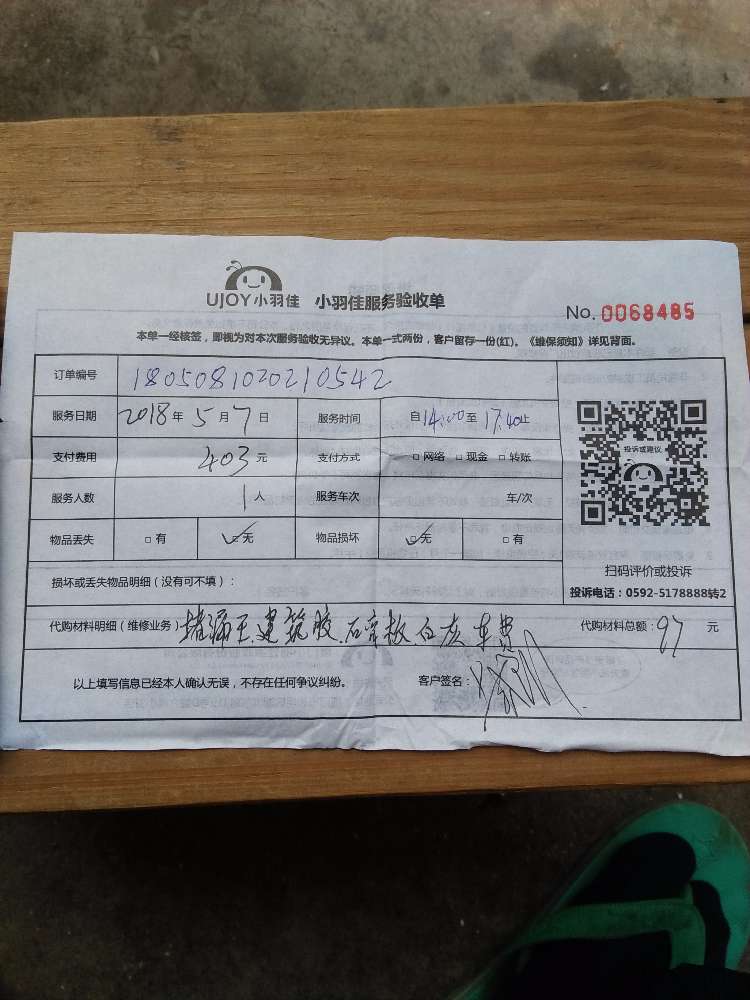 UJOY小羽佳 小羽佳服务验收单
No. 0068485
本单一经核签，即视为对本次服务验收无异议。本单一式两份，客户留存一份(红)。《维保须知》详见背面。
订单编号 180508102021 0542
服务日期 2018年 5月 7日 服务时间 自14:00至17:40止
支付费用 403元 支付方式 □网络 □现金 □转账
服务人数 1人 服务车次 车/次
物品丢失 □有 ☑无 物品损坏 ☑无 □有
投诉或建议
扫码评价或投诉
投诉电话：0592-5178888转2
损坏或丢失物品明细（没有可不填）：
代购材料明细（维修业务）堵漏王 建筑胶.石膏板.白灰 车费 代购材料总额：97 元
以上填写信息已经本人确认无误，不存在任何争议纠纷。 客户签名：